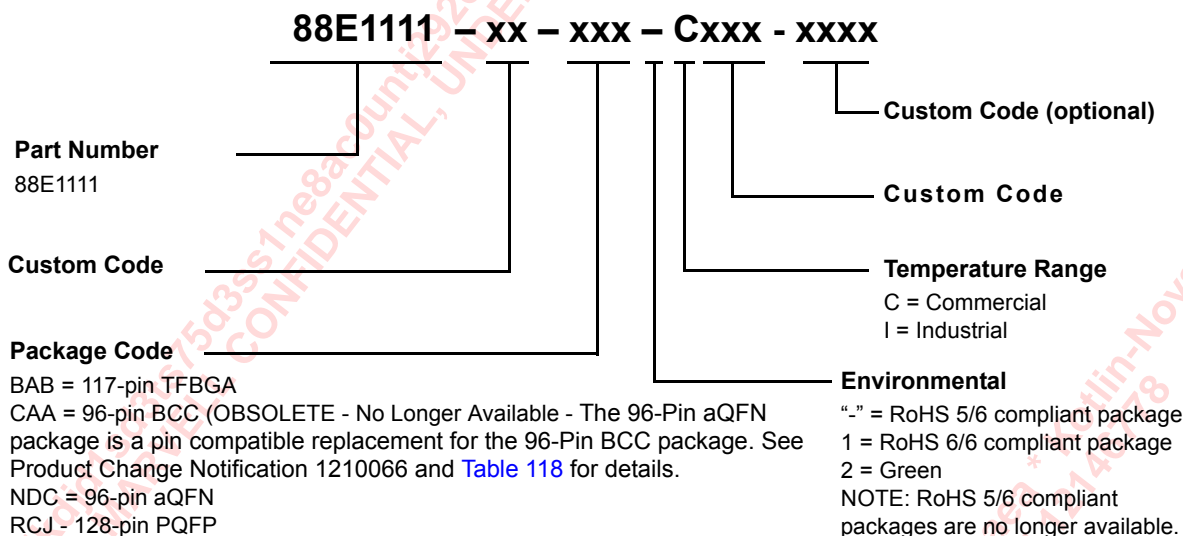 88E1111 – xx – xxx – Cxxx - xxxx
Custom Code (optional)
Part Number
88E1111
Custom Code
Custom Code
Temperature Range
C = Commercial
I = Industrial
Package Code
BAB = 117-pin TFBGA
CAA = 96-pin BCC (OBSOLETE - No Longer Available - The 96-Pin aQFN
package is a pin compatible replacement for the 96-Pin BCC package. See
Product Change Notification 1210066 and Table 118 for details.
NDC = 96-pin aQFN
RCJ - 128-pin PQFP
Environmental
“-” = RoHS 5/6 compliant package
1 = RoHS 6/6 compliant package
2 = Green
NOTE: RoHS 5/6 compliant
packages are no longer available.
MARVELL CONFIDENTIAL, UNDE
12144678